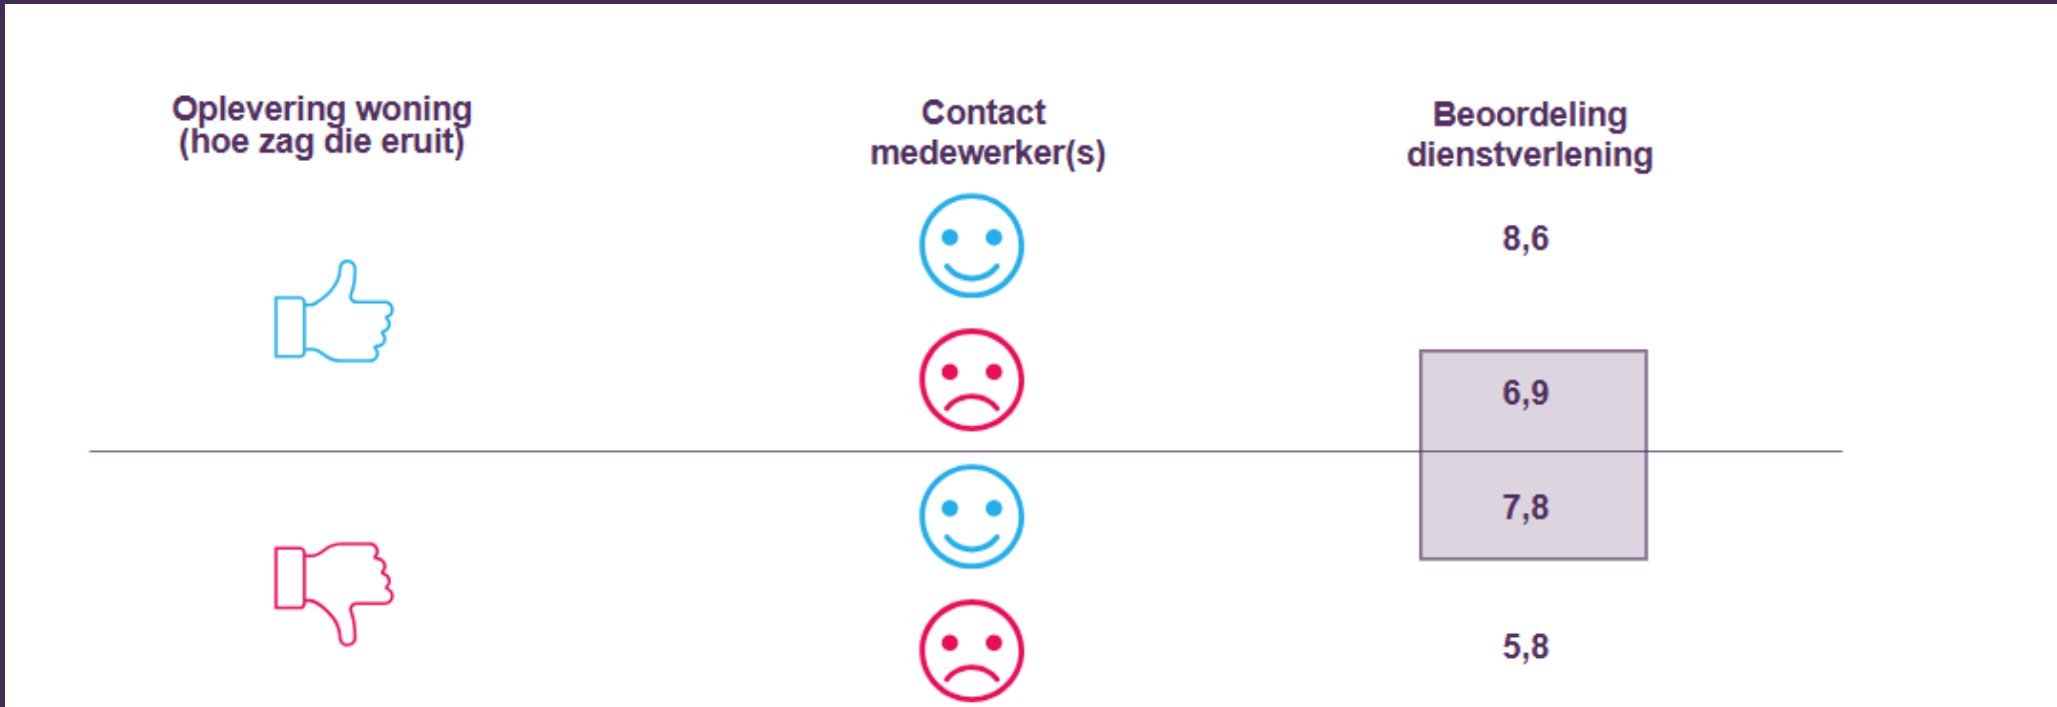 Oplevering woning
(hoe zag die eruit)
Contact
medewerker(s)
Beoordeling
dienstverlening
8,6
6,9
7,8
5,8